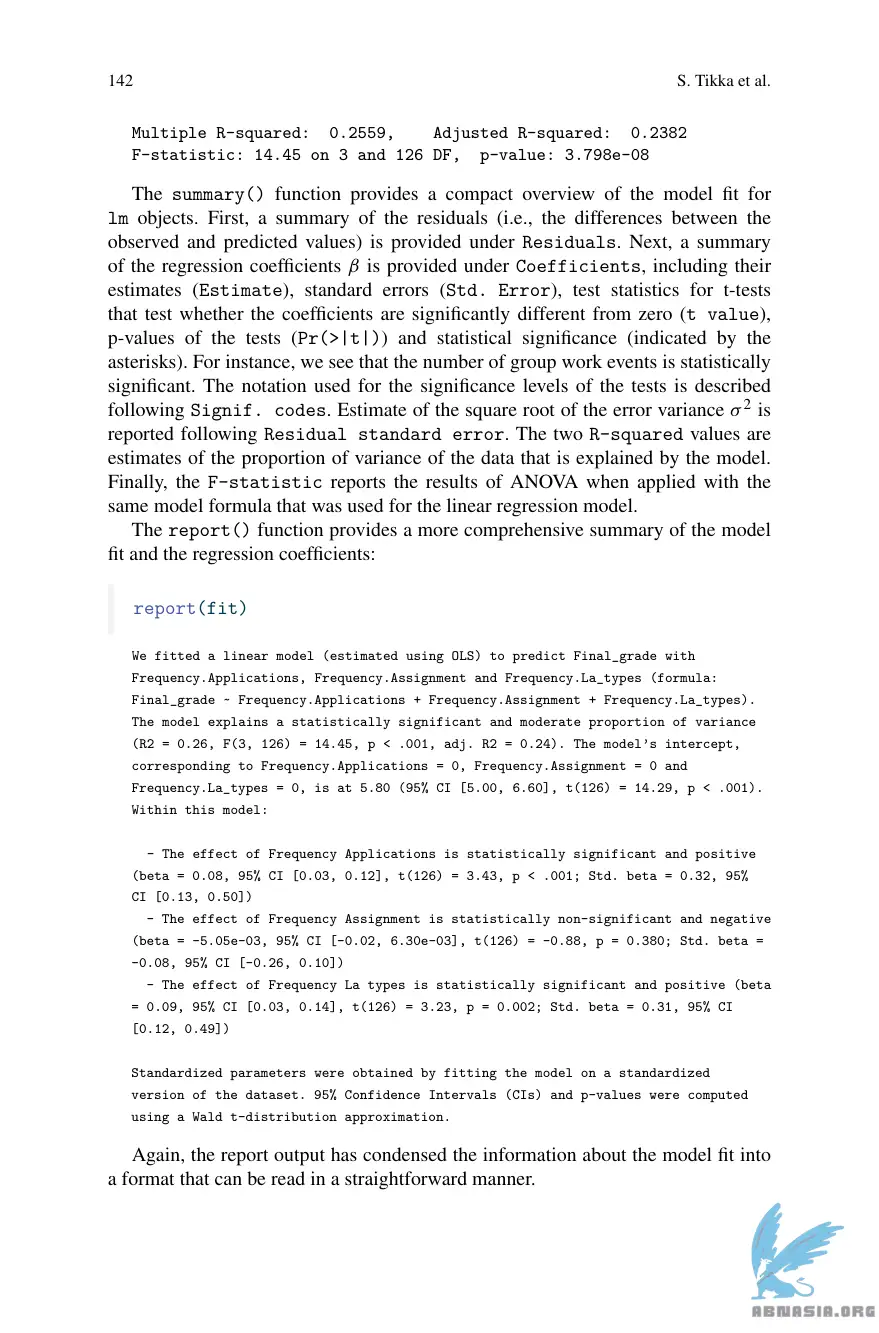 142
S. Tikka et al.
Multiple R-squared:  0.2559,    Adjusted R-squared:  0.2382
F-statistic: 14.45 on 3 and 126 DF,  p-value: 3.798e-08
The summary() function provides a compact overview of the model fit for
lm objects. First, a summary of the residuals (i.e., the differences between the
observed and predicted values) is provided under Residuals. Next, a summary
of the regression coefficients β is provided under Coefficients, including their
estimates (Estimate), standard errors (Std. Error), test statistics for t-tests
that test whether the coefficients are significantly different from zero (t value),
p-values of the tests (Pr(>|t|)) and statistical significance (indicated by the
asterisks). For instance, we see that the number of group work events is statistically
significant. The notation used for the significance levels of the tests is described
following Signif. codes. Estimate of the square root of the error variance σ² is
reported following Residual standard error. The two R-squared values are
estimates of the proportion of variance of the data that is explained by the model.
Finally, the F-statistic reports the results of ANOVA when applied with the
same model formula that was used for the linear regression model.
The report() function provides a more comprehensive summary of the model
fit and the regression coefficients:
report(fit)
We fitted a linear model (estimated using OLS) to predict Final_grade with
Frequency.Applications, Frequency.Assignment and Frequency.La_types (formula:
Final_grade ~ Frequency.Applications + Frequency.Assignment + Frequency.La_types).
The model explains a statistically significant and moderate proportion of variance
(R2 = 0.26, F(3, 126) = 14.45, p < .001, adj. R2 = 0.24). The model's intercept,
corresponding to Frequency.Applications = 0, Frequency.Assignment = 0 and
Frequency.La_types = 0, is at 5.80 (95% CI [5.00, 6.60], t(126) = 14.29, p < .001).
Within this model:
- The effect of Frequency Applications is statistically significant and positive
(beta = 0.08, 95% CI [0.03, 0.12], t(126) = 3.43, p < .001; Std. beta = 0.32, 95%
CI [0.13, 0.50])
- The effect of Frequency Assignment is statistically non-significant and negative
(beta = -5.05e-03, 95% CI [-0.02, 6.30e-03], t(126) = -0.88, p = 0.380; Std. beta =
-0.08, 95% CI [-0.26, 0.10])
- The effect of Frequency La types is statistically significant and positive (beta
= 0.09, 95% CI [0.03, 0.14], t(126) = 3.23, p = 0.002; Std. beta = 0.31, 95% CI
[0.12, 0.49])
Standardized parameters were obtained by fitting the model on a standardized
version of the dataset. 95% Confidence Intervals (CIs) and p-values were computed
using a Wald t-distribution approximation.
Again, the report output has condensed the information about the model fit into
a format that can be read in a straightforward manner.
ABNASIA.ORG